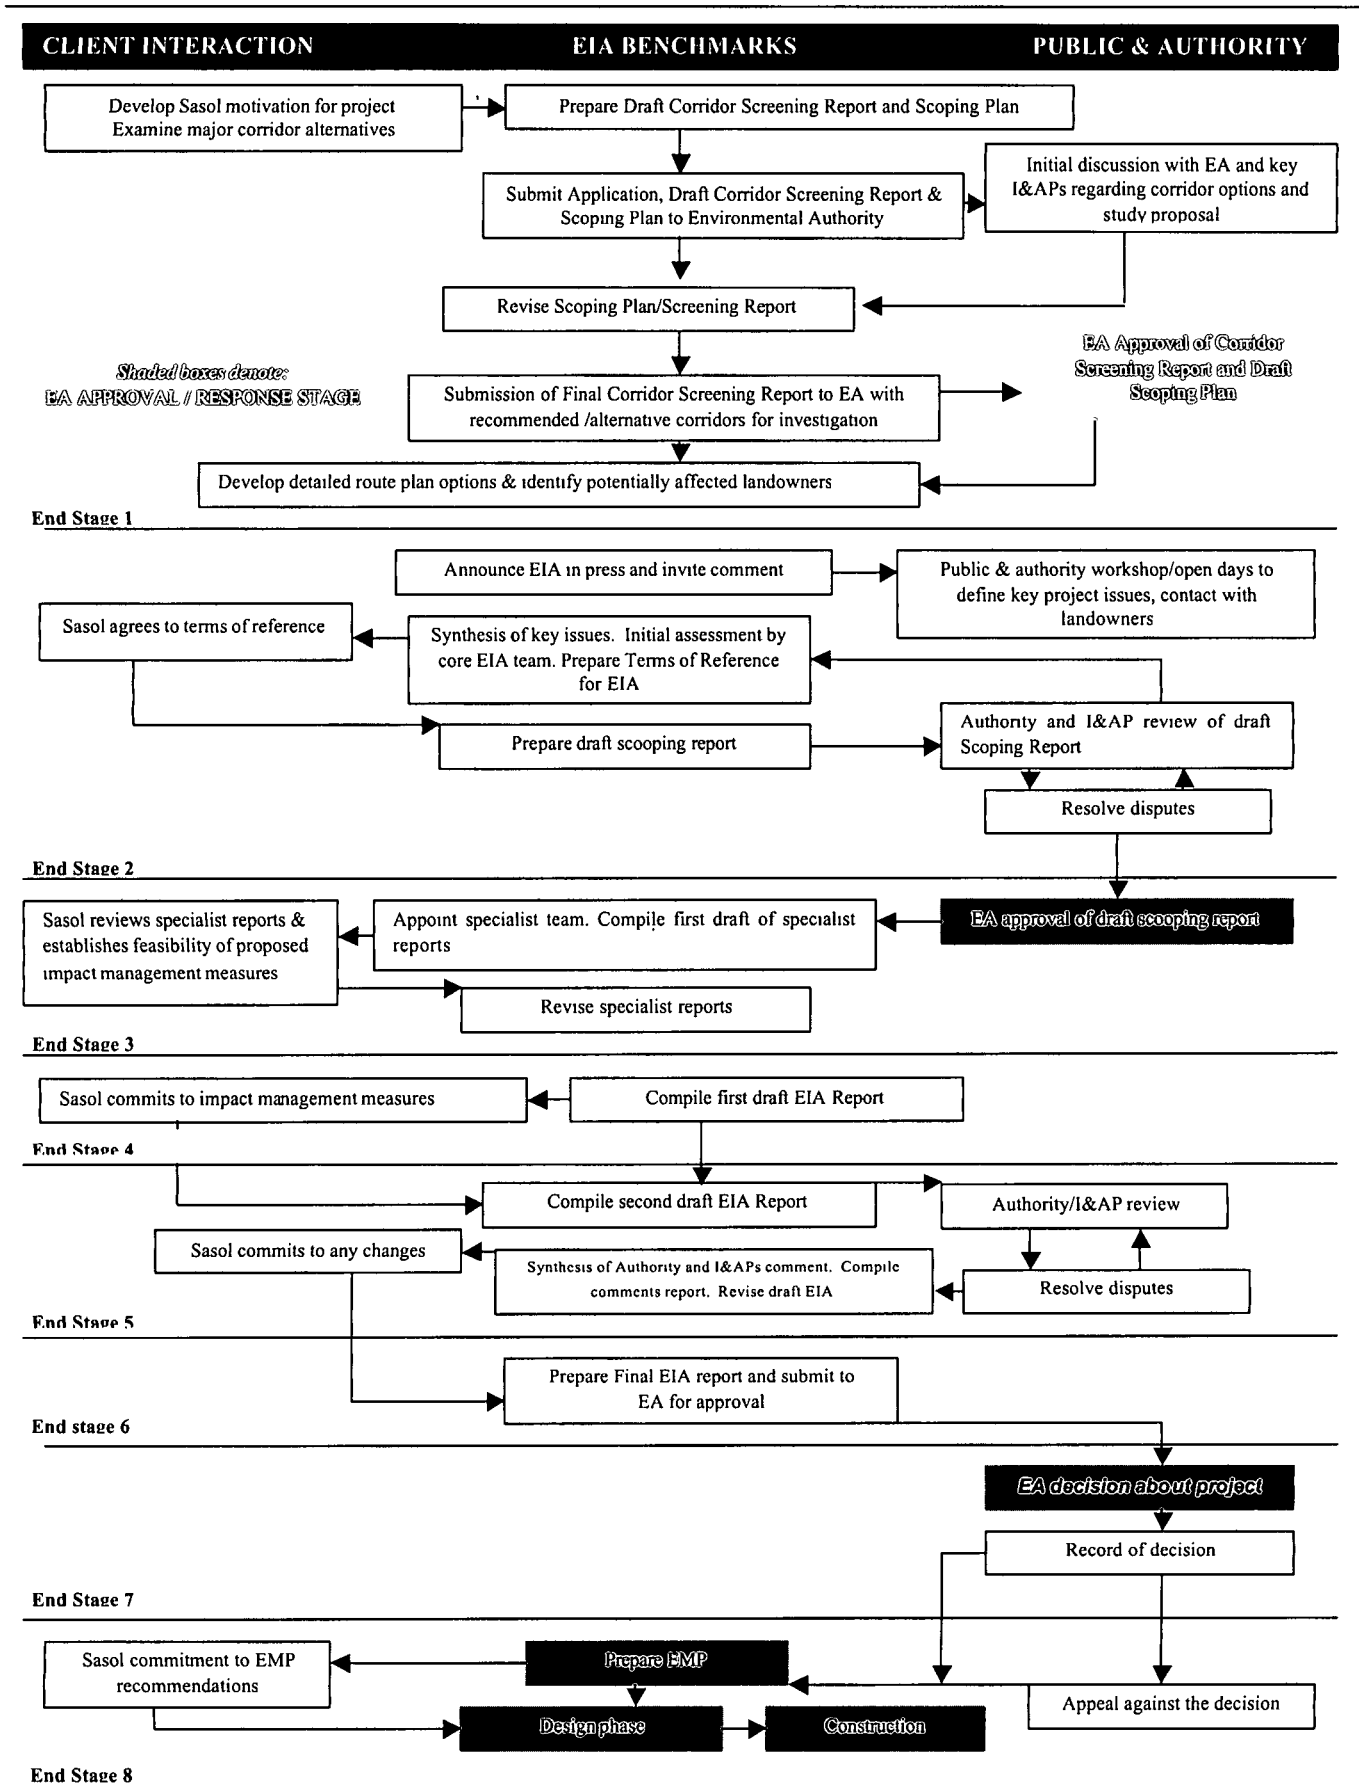 CLIENT INTERACTION
EIA BENCHMARKS
PUBLIC & AUTHORITY
Develop Sasol motivation for project
Examine major corridor alternatives
Prepare Draft Corridor Screening Report and Scoping Plan
Initial discussion with EA and key
I&APs regarding corridor options and
study proposal
Submit Application, Draft Corridor Screening Report &
Scoping Plan to Environmental Authority
Revise Scoping Plan/Screening Report
EA Approval of Corridor
Screening Report and Draft
Scoping Plan
Shaded boxes denote:
EA APPROVAL / RESPONSE STAGE
Submission of Final Corridor Screening Report to EA with
recommended /alternative corridors for investigation
Develop detailed route plan options & identify potentially affected landowners
End Stage 1
Announce EIA in press and invite comment
Public & authority workshop/open days to
define key project issues, contact with
landowners
Sasol agrees to terms of reference
Synthesis of key issues. Initial assessment by
core EIA team. Prepare Terms of Reference
for EIA
Authority and I&AP review of draft
Scoping Report
Prepare draft scooping report
Resolve disputes
End Stage 2
Sasol reviews specialist reports &
establishes feasibility of proposed
impact management measures
Appoint specialist team. Compile first draft of specialist
reports
EA approval of draft scooping report
Revise specialist reports
End Stage 3
Sasol commits to impact management measures
Compile first draft EIA Report
End Stage 4
Compile second draft EIA Report
Authority/I&AP review
Sasol commits to any changes
Synthesis of Authority and I&APs comment. Compile
comments report. Revise draft EIA
Resolve disputes
End Stage 5
Prepare Final EIA report and submit to
EA for approval
End stage 6
EA decision about project
Record of decision
End Stage 7
Sasol commitment to EMP
recommendations
Prepare EMP
Appeal against the decision
Design phase
Construction
End Stage 8